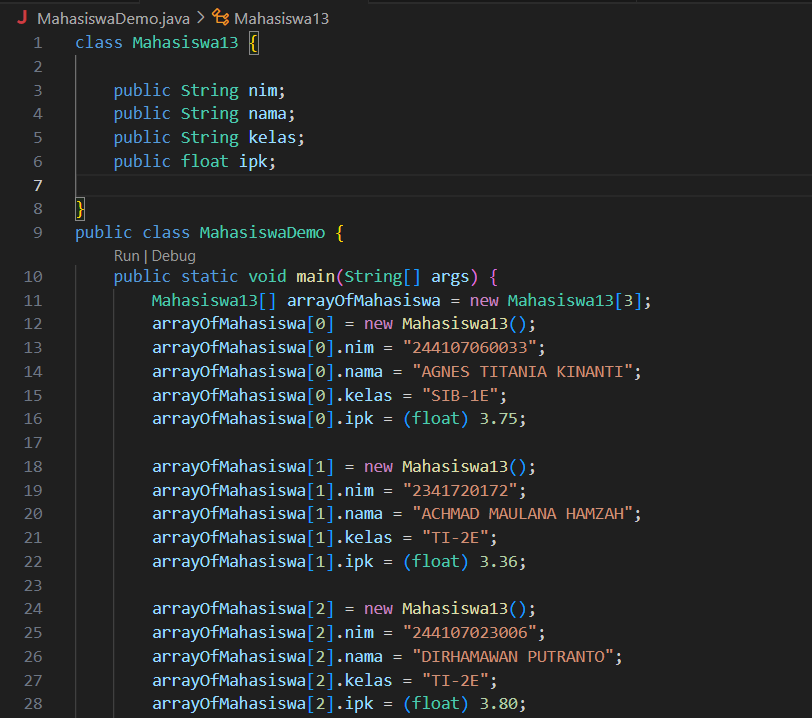 J MahasiswaDemo.java > Mahasiswa13
1 class Mahasiswa13 {
2
3 public String nim;
4 public String nama;
5 public String kelas;
6 public float ipk;
7
8 }
9 public class MahasiswaDemo {
Run | Debug
10 public static void main(String[] args) {
11 Mahasiswa13[] arrayOfMahasiswa = new Mahasiswa13[3];
12 arrayOfMahasiswa[0] = new Mahasiswa13();
13 arrayOfMahasiswa[0].nim = "244107060033";
14 arrayOfMahasiswa[0].nama = "AGNES TITANIA KINANTI";
15 arrayOfMahasiswa[0].kelas = "SIB-1E";
16 arrayOfMahasiswa[0].ipk = (float) 3.75;
17
18 arrayOfMahasiswa[1] = new Mahasiswa13();
19 arrayOfMahasiswa[1].nim = "2341720172";
20 arrayOfMahasiswa[1].nama = "ACHMAD MAULANA HAMZAH";
21 arrayOfMahasiswa[1].kelas = "TI-2E";
22 arrayOfMahasiswa[1].ipk = (float) 3.36;
23
24 arrayOfMahasiswa[2] = new Mahasiswa13();
25 arrayOfMahasiswa[2].nim = "244107023006";
26 arrayOfMahasiswa[2].nama = "DIRHAMAWAN PUTRANTO";
27 arrayOfMahasiswa[2].kelas = "TI-2E";
28 arrayOfMahasiswa[2].ipk = (float) 3.80;